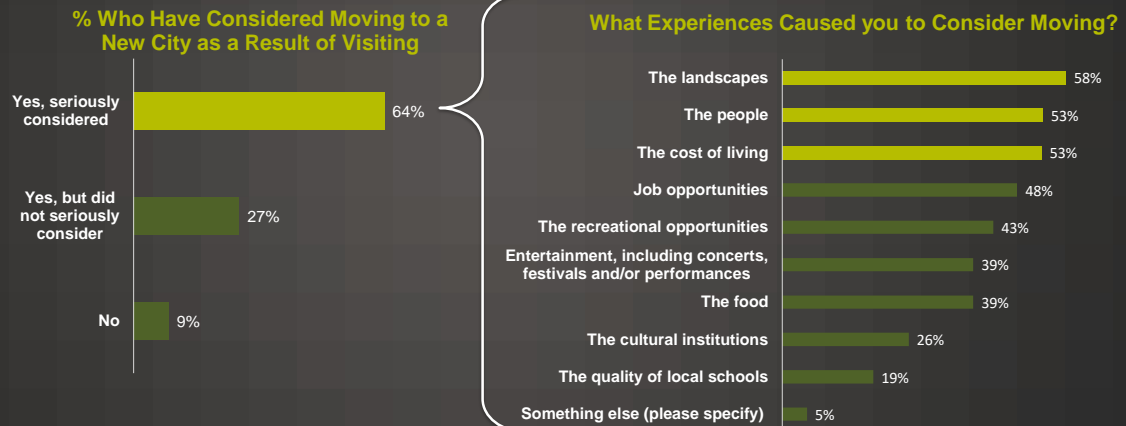 % Who Have Considered Moving to a
New City as a Result of Visiting
Yes, seriously
considered
64%
Yes, but did
not seriously
consider
27%
No
9%
What Experiences Caused you to Consider Moving?
The landscapes
58%
The people
53%
The cost of living
53%
Job opportunities
48%
The recreational opportunities
43%
Entertainment, including concerts,
festivals and/or performances
39%
The food
39%
The cultural institutions
26%
The quality of local schools
19%
Something else (please specify)
5%